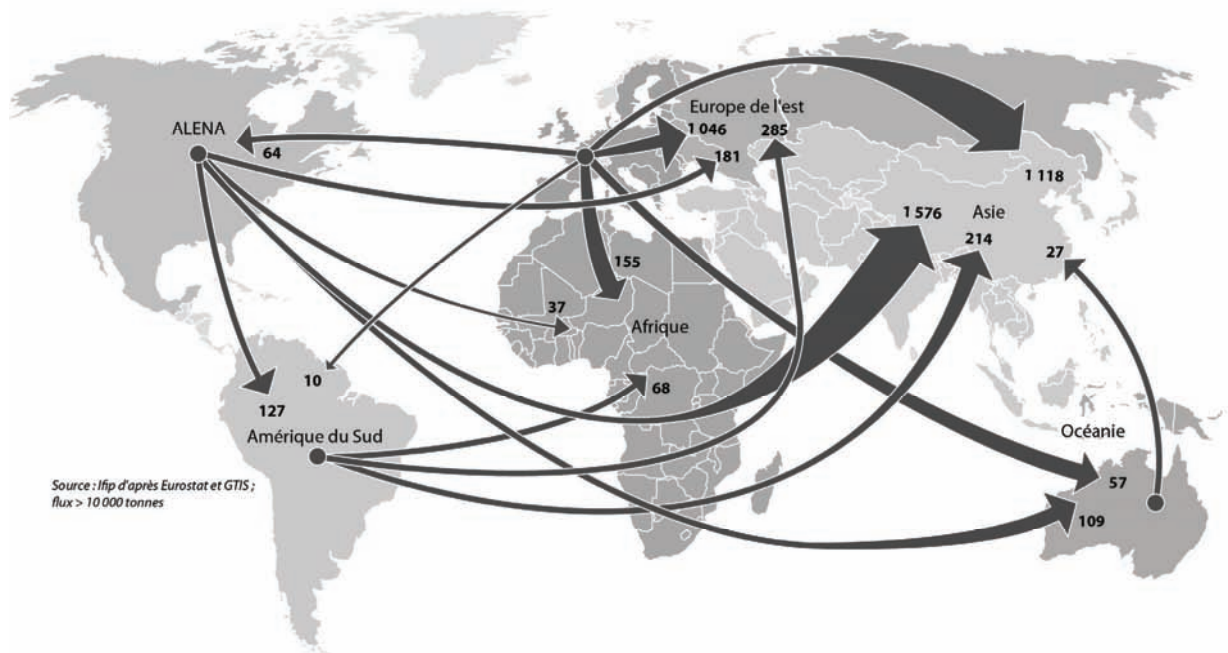 Europe de l'est
1 046
285
ALENA
64
181
1 118
1 576
Asie
214
27
155
37
Afrique
10
68
127
Amérique du Sud
Océanie
Source : Ifip d'après Eurostat et GTIS ;
flux > 10 000 tonnes
57
109